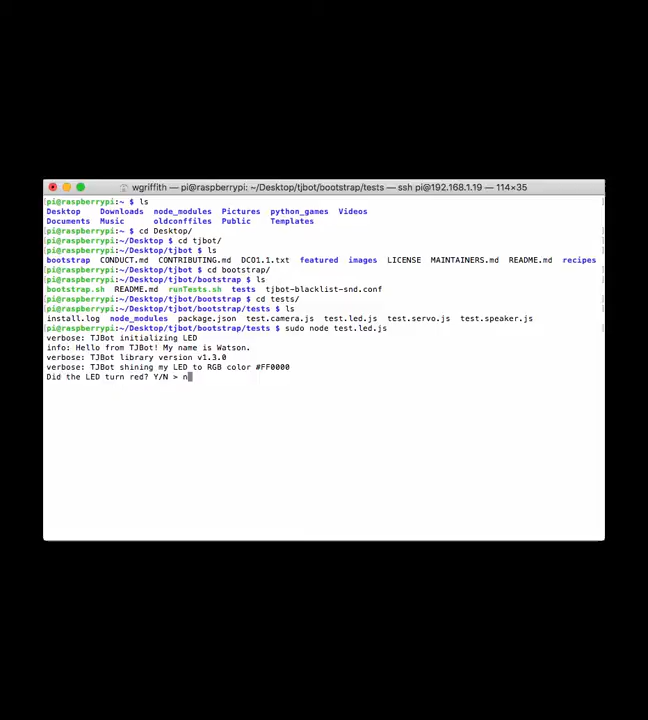 wgriffith — pi@raspberrypi: ~/Desktop/tjbot/bootstrap/tests — ssh pi@192.168.1.19 — 114×35
[pi@raspberrypi:~ $ ls
Desktop Downloads node_modules Pictures python_games Videos
Documents Music oldconffiles Public Templates
[pi@raspberrypi:~ $ cd Desktop/
[pi@raspberrypi:~/Desktop $ cd tjbot/
[pi@raspberrypi:~/Desktop/tjbot $ ls
bootstrap CONDUCT.md CONTRIBUTING.md DCO1.1.txt featured images LICENSE MAINTAINERS.md README.md recipes
[pi@raspberrypi:~/Desktop/tjbot $ cd bootstrap/
[pi@raspberrypi:~/Desktop/tjbot/bootstrap $ ls
bootstrap.sh README.md runTests.sh tests tjbot-blacklist-snd.conf
[pi@raspberrypi:~/Desktop/tjbot/bootstrap $ cd tests/
[pi@raspberrypi:~/Desktop/tjbot/bootstrap/tests $ ls
install.log node_modules package.json test.camera.js test.led.js test.servo.js test.speaker.js
[pi@raspberrypi:~/Desktop/tjbot/bootstrap/tests $ sudo node test.led.js
verbose: TJBot initializing LED
info: Hello from TJBot! My name is Watson.
verbose: TJBot library version v1.3.0
verbose: TJBot shining my LED to RGB color #FF0000
Did the LED turn red? Y/N > n